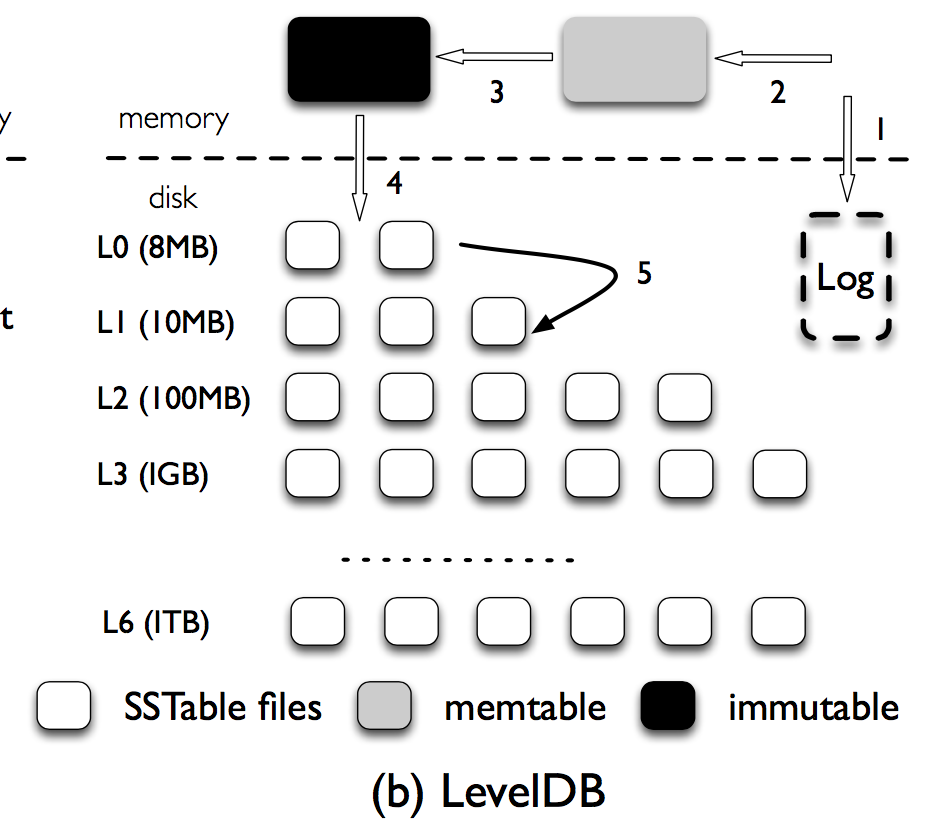 3
2
1
y
memory
4
disk
L0 (8MB)
5
Log
t
L1 (10MB)
L2 (100MB)
L3 (1GB)
L6 (1TB)
SSTable files
memtable
immutable
(b) LevelDB